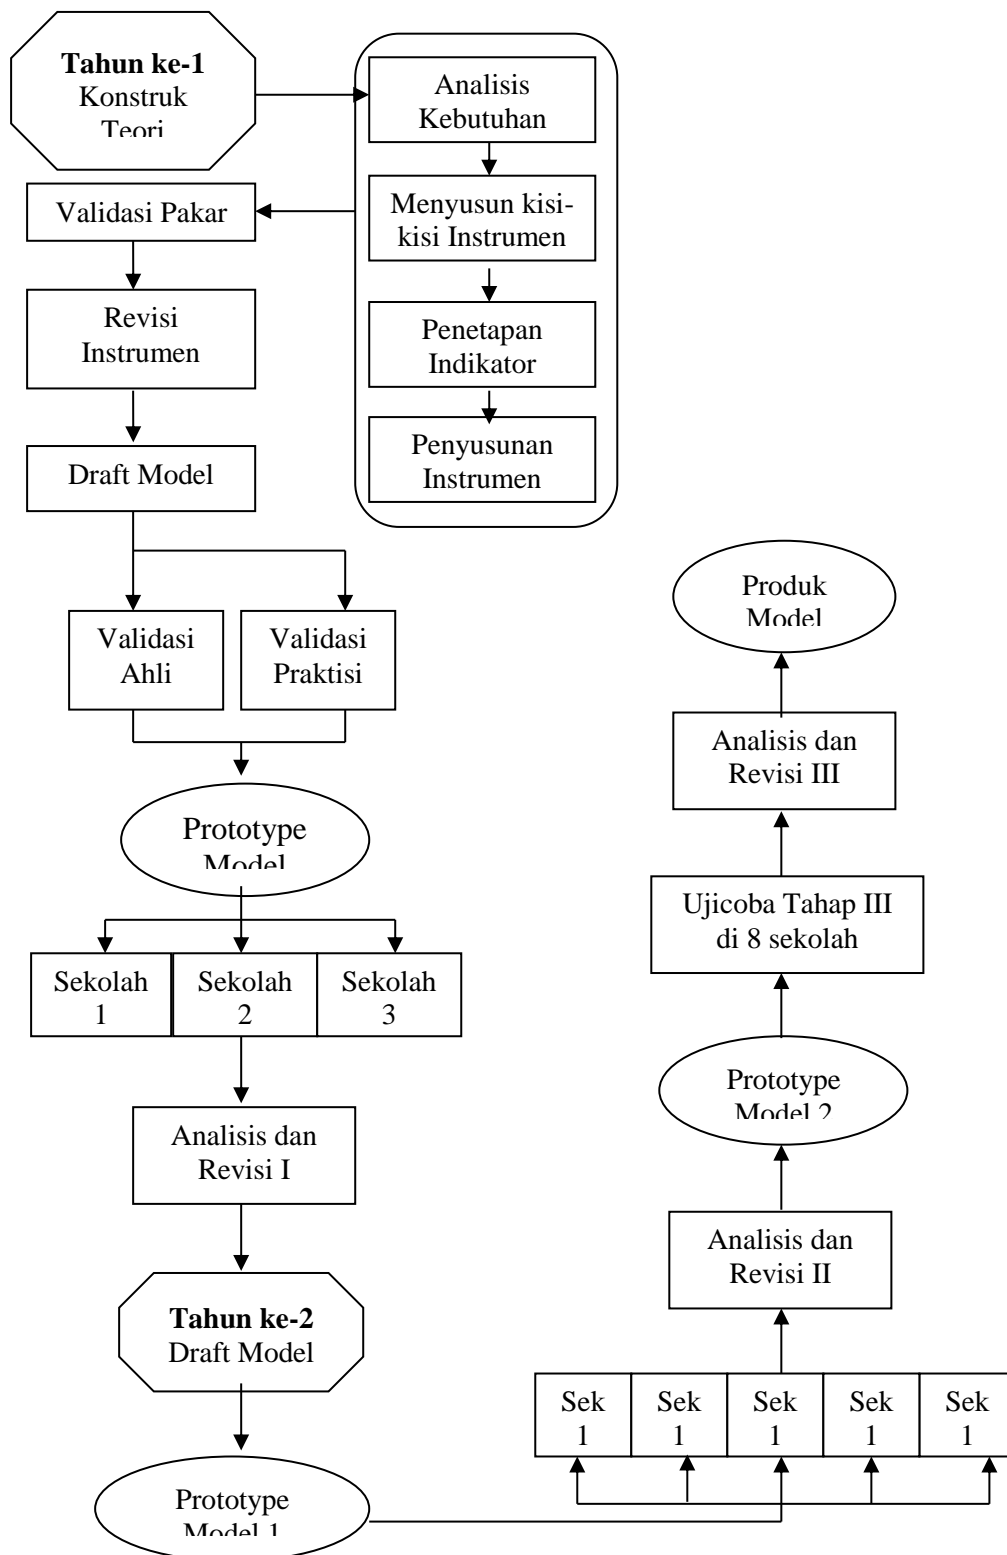 Tahun ke-1
Konstruk
Teori
Analisis
Kebutuhan
Menyusun kisi-
kisi Instrumen
Penetapan
Indikator
Penyusunan
Instrumen
Validasi Pakar
Revisi
Instrumen
Draft Model
Validasi
Ahli
Validasi
Praktisi
Prototype
Model
Sekolah
1
Sekolah
2
Sekolah
3
Analisis dan
Revisi I
Tahun ke-2
Draft Model
Prototype
Model 1
Sek
1
Sek
1
Sek
1
Sek
1
Sek
1
Analisis dan
Revisi II
Prototype
Model 2
Ujicoba Tahap III
di 8 sekolah
Analisis dan
Revisi III
Produk
Model